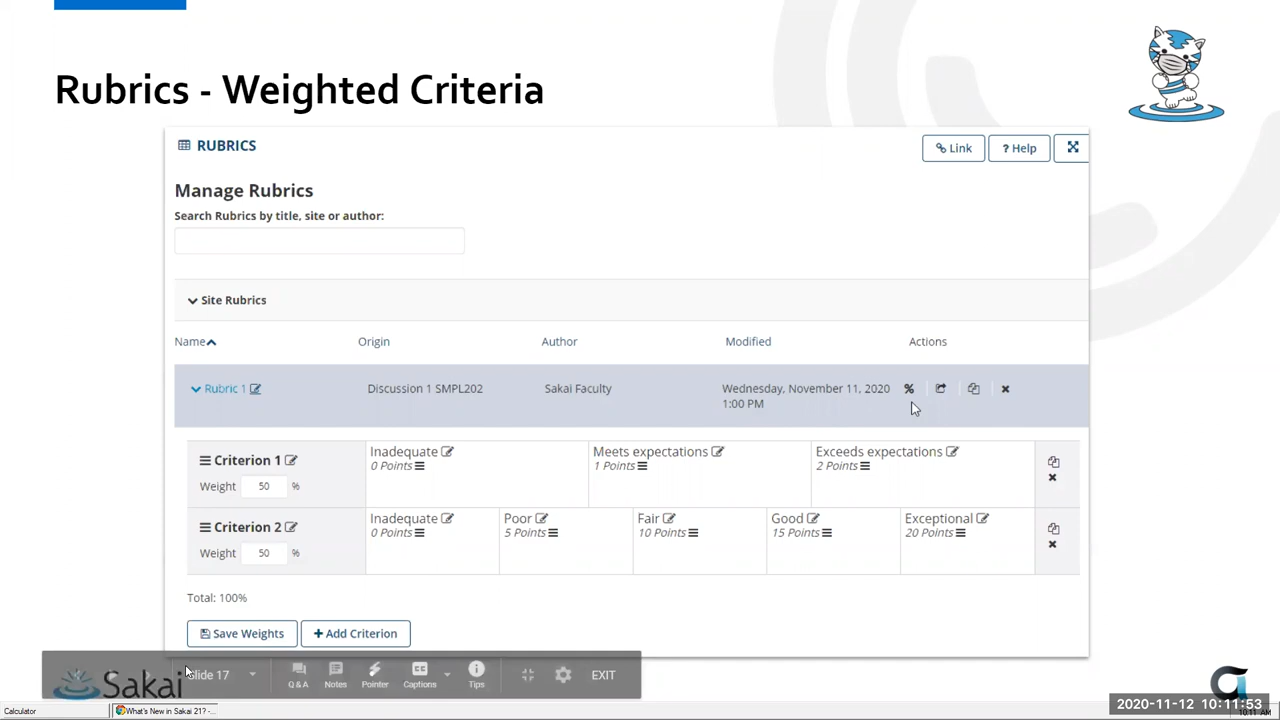 Rubrics - Weighted Criteria
RUBRICS
Link
? Help
Manage Rubrics
Search Rubrics by title, site or author:
Site Rubrics
Name
Origin
Author
Modified
Actions
Rubric 1
Discussion 1 SMPL202
Sakai Faculty
Wednesday, November 11, 2020
1:00 PM
%
Criterion 1
Weight 50 %
Inadequate
0 Points
Meets expectations
1 Points
Exceeds expectations
2 Points
Criterion 2
Weight 50 %
Inadequate
0 Points
Poor
5 Points
Fair
10 Points
Good
15 Points
Exceptional
20 Points
Total: 100%
Save Weights
+ Add Criterion
Sakai
Slide 17
Q & A
Notes
Pointer
CC
Captions
Tips
EXIT
2020-11-12 10:11:53
Calculator
What's New in Sakai 21? -...
10:11 AM